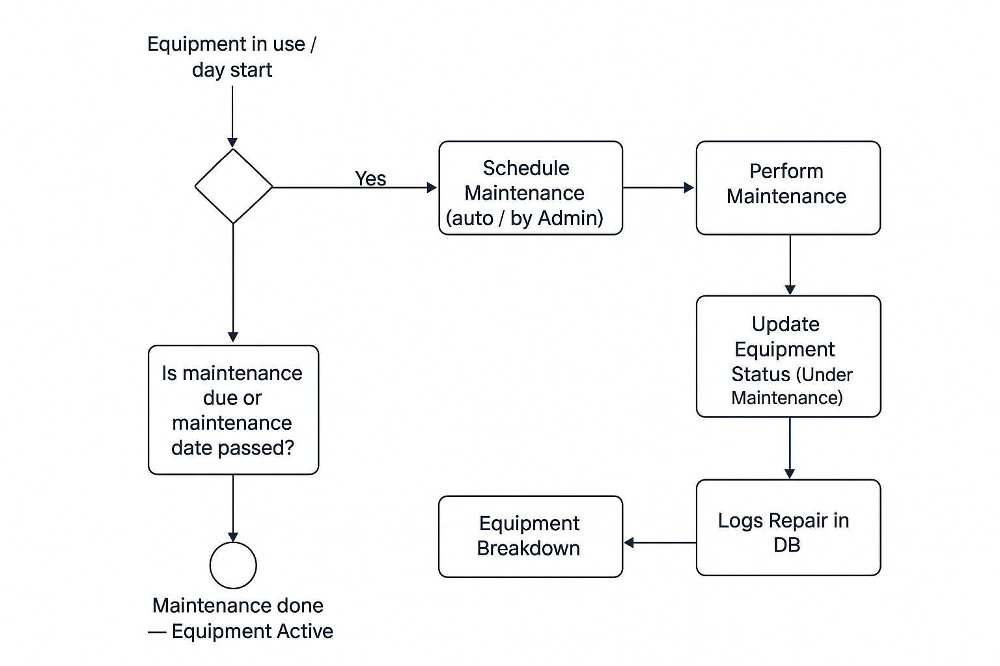 Equipment in use /
day start
Yes
Schedule
Maintenance
(auto / by Admin)
Perform
Maintenance
Update
Equipment
Status (Under
Maintenance)
Is maintenance
due or
maintenance
date passed?
Logs Repair in
DB
Equipment
Breakdown
Maintenance done
— Equipment Active